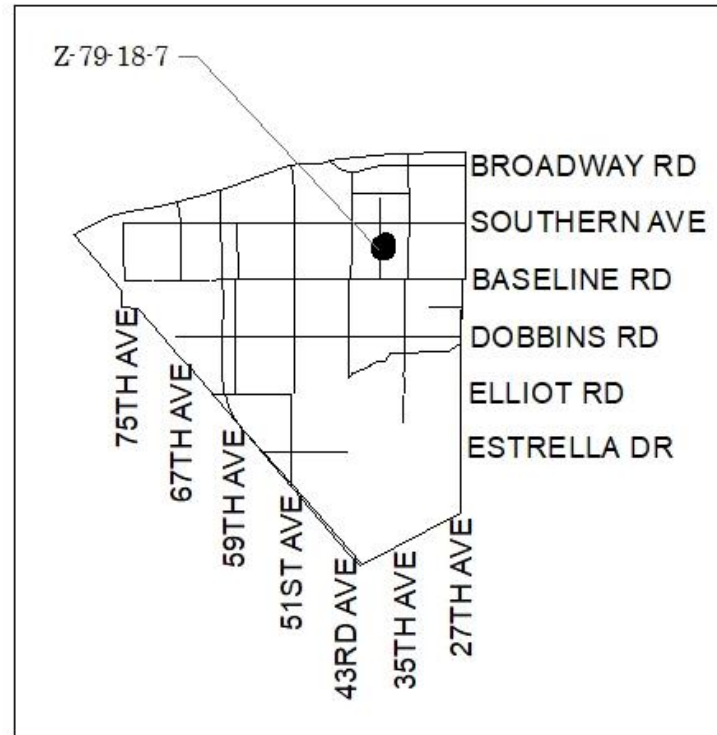 Z-79-18-7
BROADWAY RD
SOUTHERN AVE
BASELINE RD
DOBBINS RD
ELLIOT RD
ESTRELLA DR
75TH AVE
67TH AVE
59TH AVE
51ST AVE
43RD AVE
35TH AVE
27TH AVE